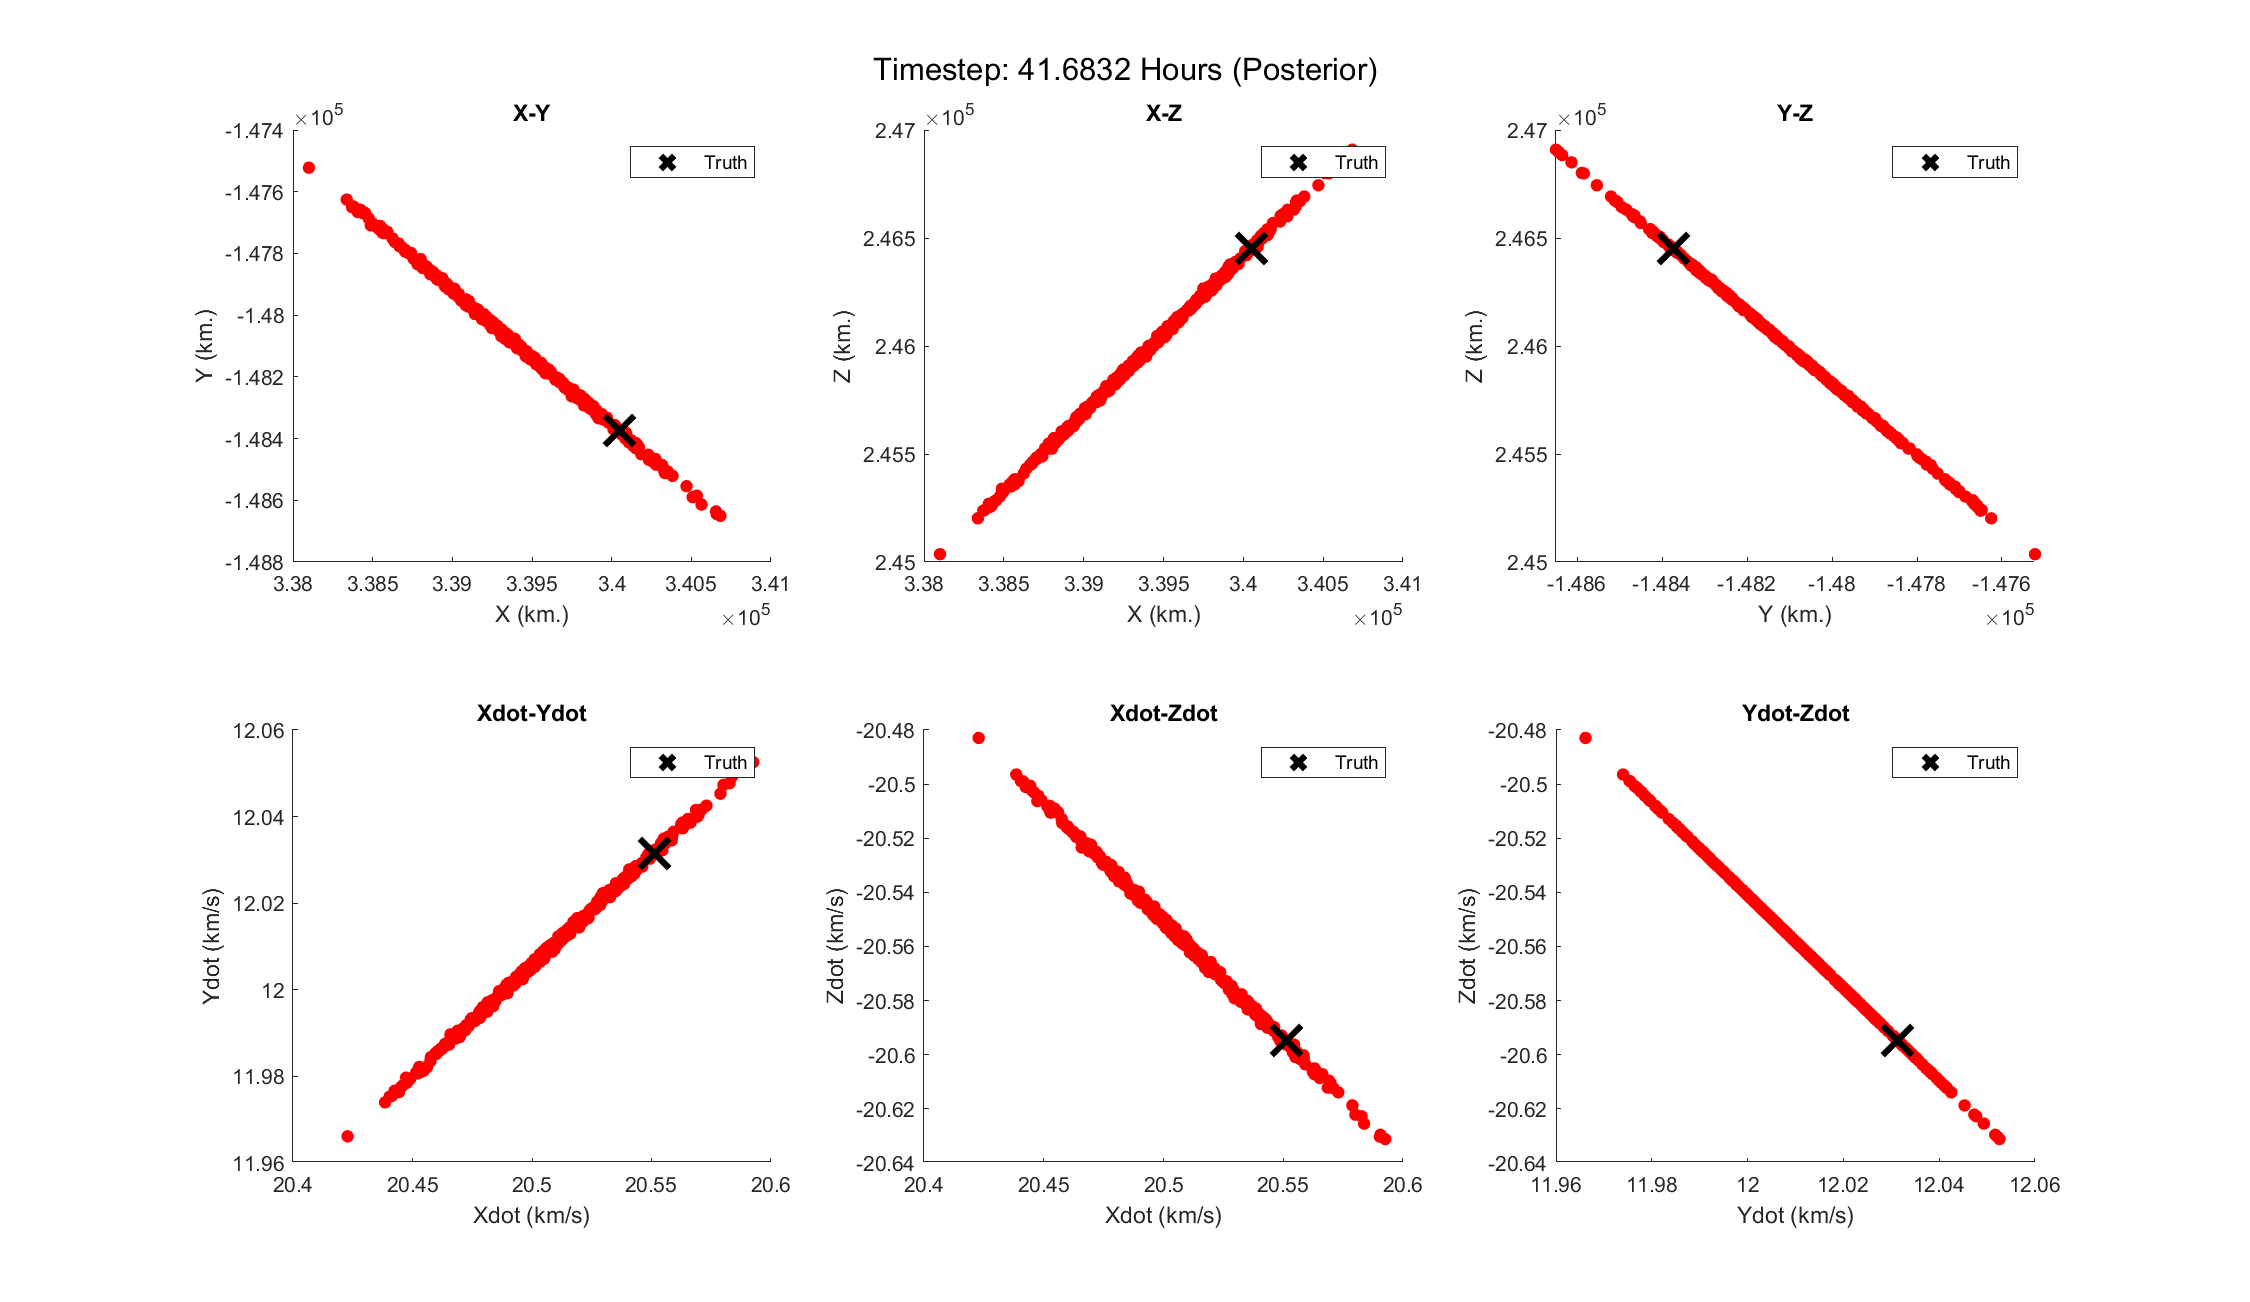 Timestep: 41.6832 Hours (Posterior)
X-Y
×10^5
-1.474
-1.476
-1.478
-1.48
-1.482
-1.484
-1.486
-1.488
Y (km.)
Truth
3.38 3.385 3.39 3.395 3.4 3.405 3.41
X (km.)
×10^5
X-Z
×10^5
2.47
2.465
2.46
2.455
2.45
Z (km.)
Truth
3.38 3.385 3.39 3.395 3.4 3.405 3.41
X (km.)
×10^5
Y-Z
×10^5
2.47
2.465
2.46
2.455
2.45
Z (km.)
Truth
-1.486 -1.484 -1.482 -1.48 -1.478 -1.476
Y (km.)
×10^5
Xdot-Ydot
12.06
12.04
12.02
12
11.98
11.96
Ydot (km/s)
Truth
20.4 20.45 20.5 20.55 20.6
Xdot (km/s)
Xdot-Zdot
-20.48
-20.5
-20.52
-20.54
-20.56
-20.58
-20.6
-20.62
-20.64
Zdot (km/s)
Truth
20.4 20.45 20.5 20.55 20.6
Xdot (km/s)
Ydot-Zdot
-20.48
-20.5
-20.52
-20.54
-20.56
-20.58
-20.6
-20.62
-20.64
Zdot (km/s)
Truth
11.96 11.98 12 12.02 12.04 12.06
Ydot (km/s)